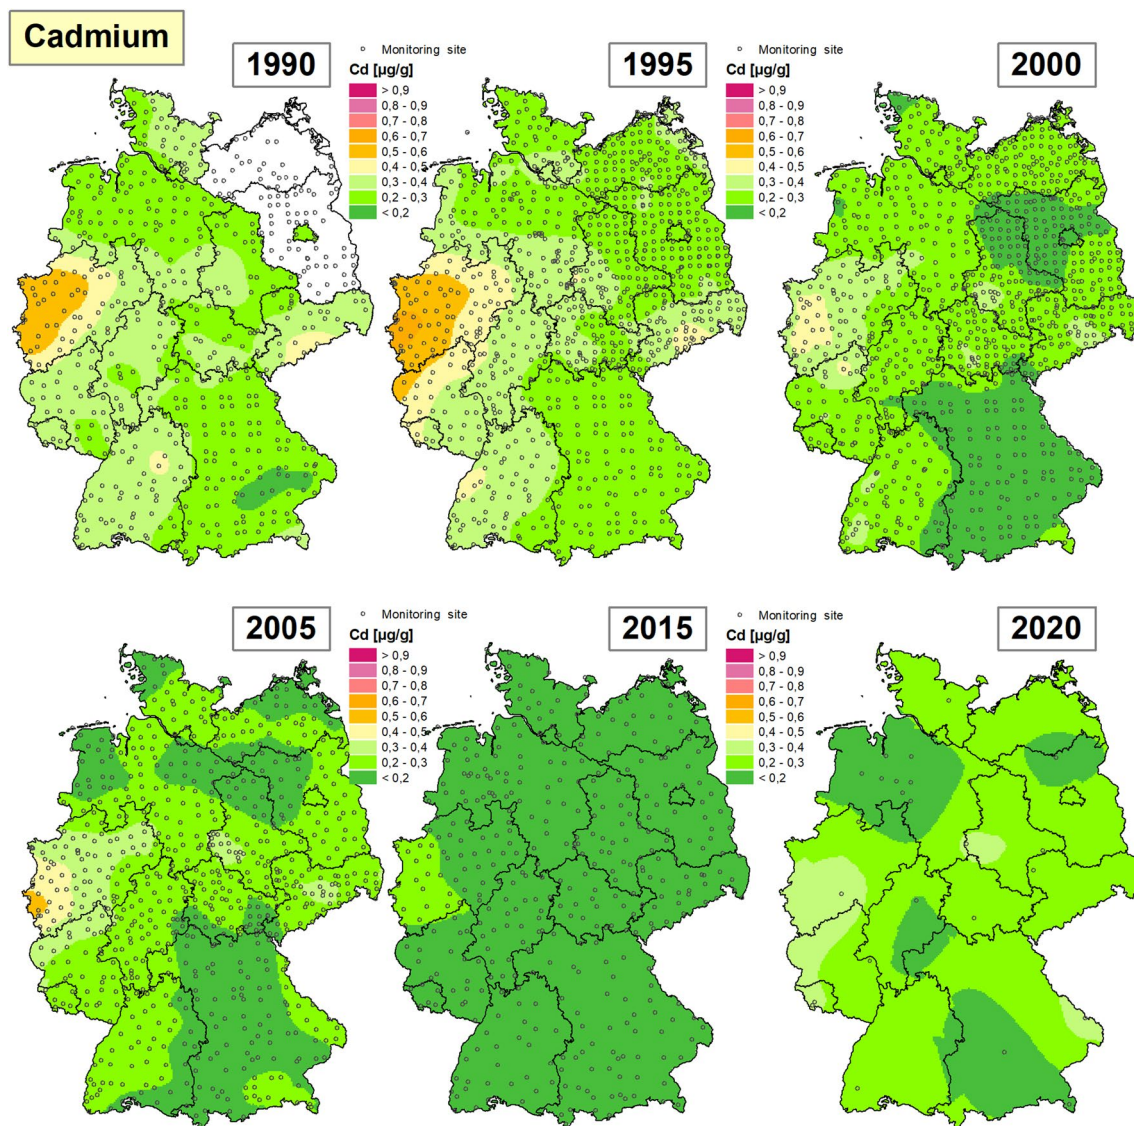 Cadmium
1990
Monitoring site
Cd [µg/g]
> 0,9
0,8 - 0,9
0,7 - 0,8
0,6 - 0,7
0,5 - 0,6
0,4 - 0,5
0,3 - 0,4
0,2 - 0,3
< 0,2
1995
Monitoring site
Cd [µg/g]
> 0,9
0,8 - 0,9
0,7 - 0,8
0,6 - 0,7
0,5 - 0,6
0,4 - 0,5
0,3 - 0,4
0,2 - 0,3
< 0,2
2000
2005
Monitoring site
Cd [µg/g]
> 0,9
0,8 - 0,9
0,7 - 0,8
0,6 - 0,7
0,5 - 0,6
0,4 - 0,5
0,3 - 0,4
0,2 - 0,3
< 0,2
2015
Monitoring site
Cd [µg/g]
> 0,9
0,8 - 0,9
0,7 - 0,8
0,6 - 0,7
0,5 - 0,6
0,4 - 0,5
0,3 - 0,4
0,2 - 0,3
< 0,2
2020